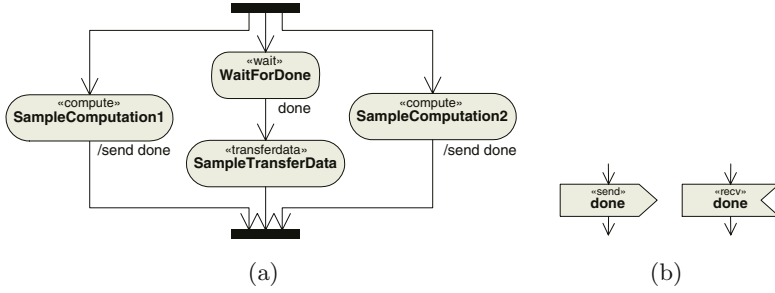 «wait»
WaitForDone
done
«compute»
SampleComputation1
/send done
«transferdata»
SampleTransferData
«compute»
SampleComputation2
/send done
(a)
«send»
done
«recv»
done
(b)